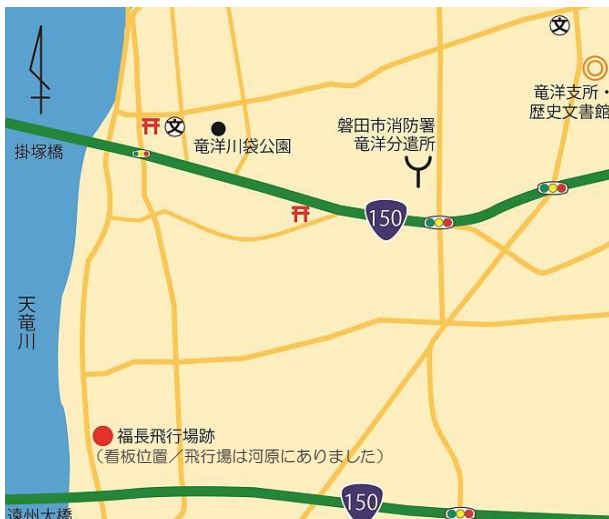 文
竜洋支所・
歴史文書館
磐田市消防署
竜洋分遣所
文
竜洋川袋公園
掛塚橋
150
天竜川
福長飛行場跡
（看板位置／飛行場は河原にありました）
150
遠州大橋